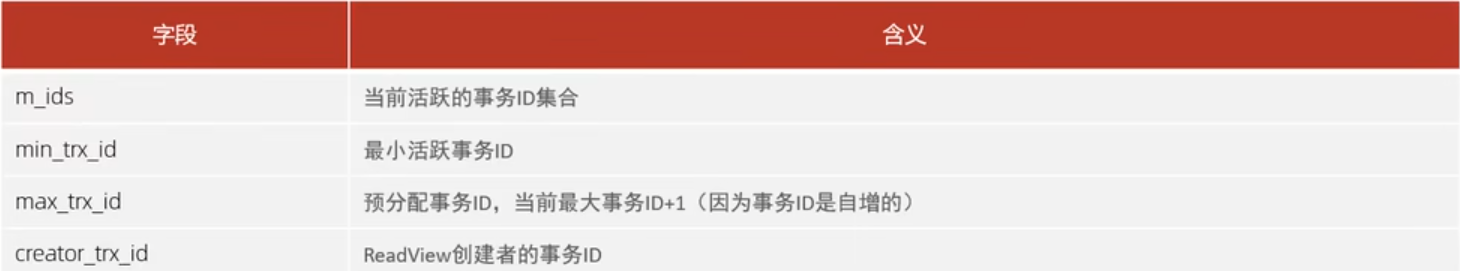 字段 含义
m_ids 当前活跃的事务ID集合
min_trx_id 最小活跃事务ID
max_trx_id 预分配事务ID，当前最大事务ID+1（因为事务ID是自增的）
creator_trx_id ReadView创建者的事务ID